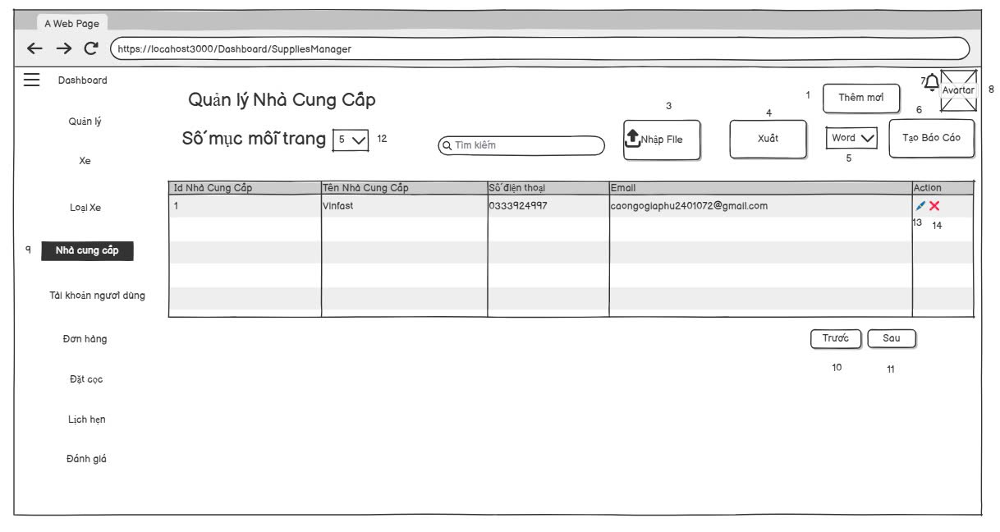 A Web Page
https://locahost3000/Dashboard/SuppliesManager
Dashboard
Quản lý
Xe
Loại Xe
9
Nhà cung cấp
Tài khoản người dùng
Đơn hàng
Đặt cọc
Lịch hẹn
Đánh giá
Quản lý Nhà Cung Cấp
1
Thêm mới
7
Avartar
8
Số mục mỗi trang
5
12
Tìm kiếm
3
Nhập File
4
Xuất
Word
5
6
Tạo Báo Cáo
Id Nhà Cung Cấp
Tên Nhà Cung Cấp
Số điện thoại
Email
Action
1
Vinfast
0333924997
caongogiaphu2401072@gmail.com
13
14
Trước
Sau
10
11